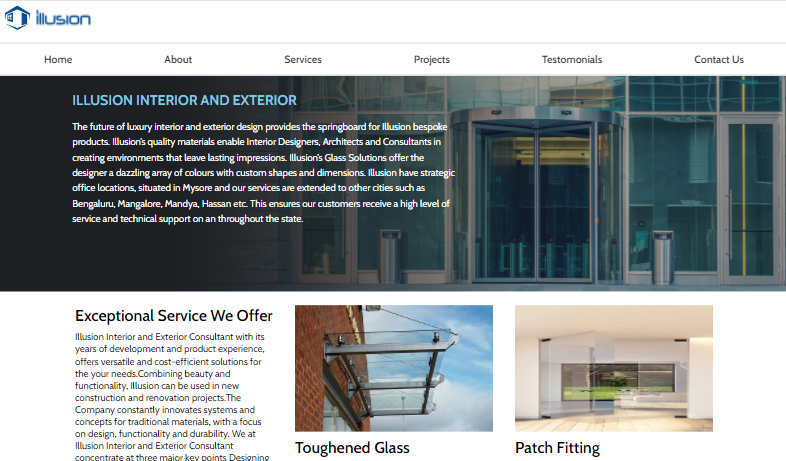 illusion
Home About Services Projects Testomonials Contact Us
ILLUSION INTERIOR AND EXTERIOR
The future of luxury interior and exterior design provides the springboard for Illusion bespoke
products. Illusion's quality materials enable Interior Designers, Architects and Consultants in
creating environments that leave lasting impressions. Illusion's Glass Solutions offer the
designer a dazzling array of colours with custom shapes and dimensions. Illusion have strategic
office locations, situated in Mysore and our services are extended to other cities such as
Bengaluru, Mangalore, Mandya, Hassan etc. This ensures our customers receive a high level of
service and technical support on an throughout the state.
Exceptional Service We Offer
Illusion Interior and Exterior Consultant with its
years of development and product experience,
offers versatile and cost-efficient solutions for
the your needs.Combining beauty and
functionality, Illusion can be used in new
construction and renovation projects.The
Company constantly innovates systems and
concepts for traditional materials, with a focus
on design, functionality and durability. We at
Illusion Interior and Exterior Consultant
concentrate at three major key points Designing
Toughened Glass
Patch Fitting